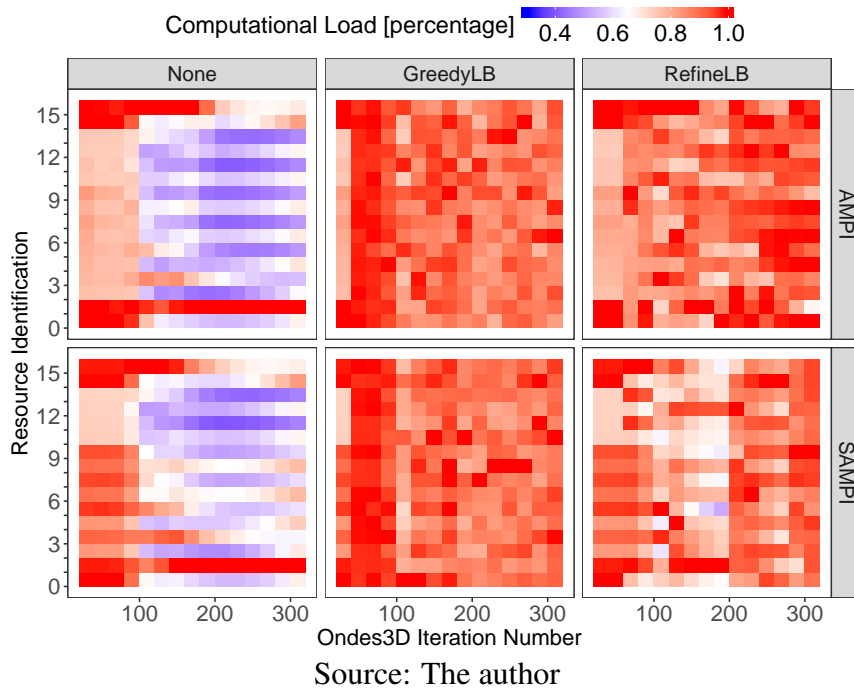 Computational Load [percentage]
0.4 0.6 0.8 1.0
None GreedyLB RefineLB
15
12
9
6
3
0
AMPI
15
12
9
6
3
0
SAMPI
Resource Identification
100 200 300 100 200 300 100 200 300
Ondes3D Iteration Number
Source: The author